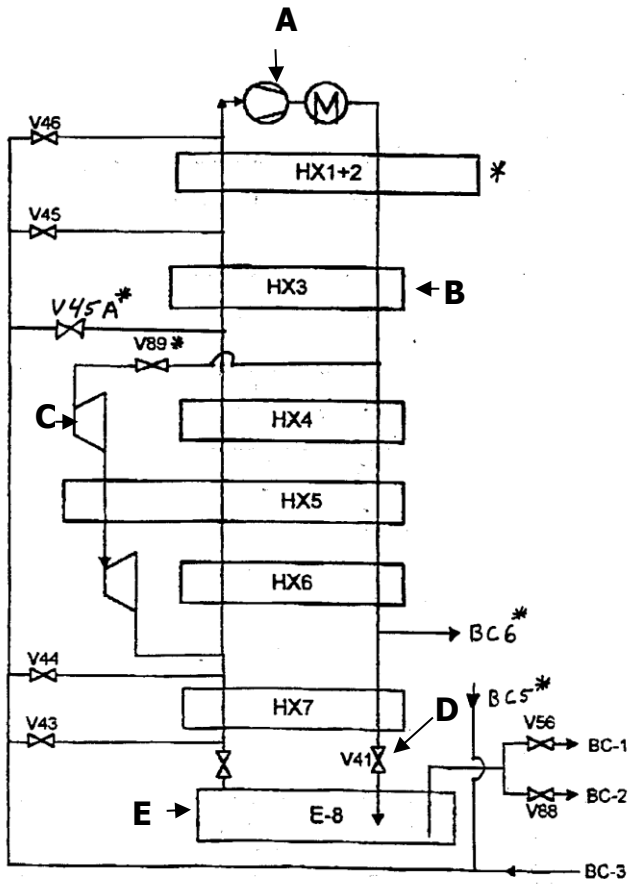 A
M
V46
HX1+2 *
V45
HX3
B
V45A*
V89*
C
HX4
HX5
HX6
BC6*
V44
BC5*
HX7
D
V43
V56
V41
BC-1
E
E-8
BC-2
V88
BC-3